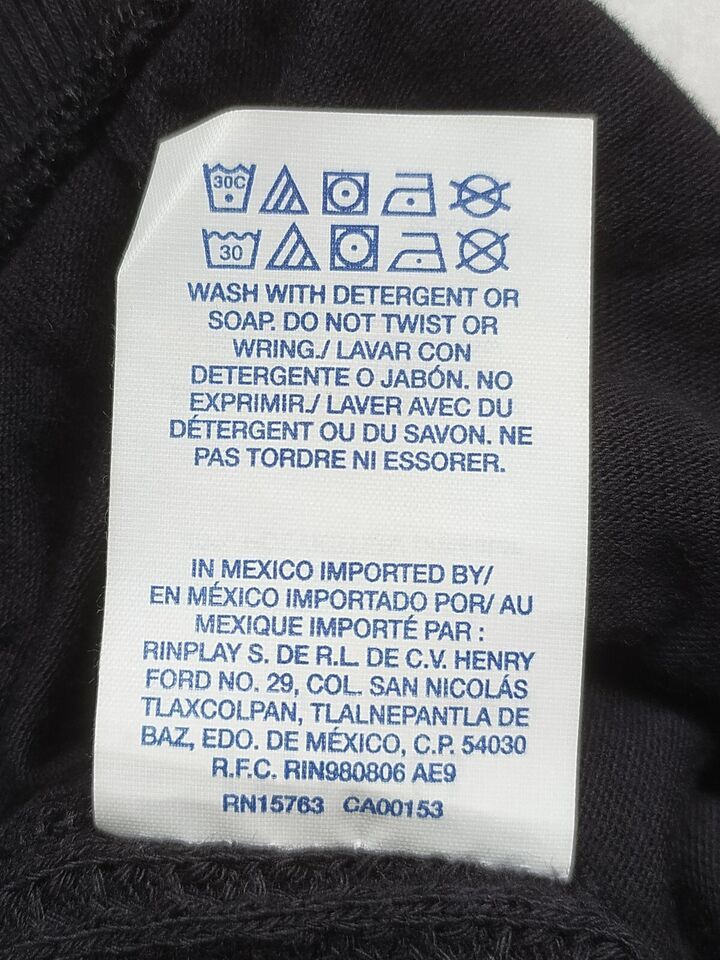 30C
30
WASH WITH DETERGENT OR
SOAP. DO NOT TWIST OR
WRING./ LAVAR CON
DETERGENTE O JABÓN. NO
EXPRIMIR./ LAVER AVEC DU
DÉTERGENT OU DU SAVON. NE
PAS TORDRE NI ESSORER.
IN MEXICO IMPORTED BY/
EN MÉXICO IMPORTADO POR/ AU
MEXIQUE IMPORTÉ PAR :
RINPLAY S. DE R.L. DE C.V. HENRY
FORD NO. 29, COL. SAN NICOLÁS
TLAXCOLPAN, TLALNEPANTLA DE
BAZ, EDO. DE MÉXICO, C.P. 54030
R.F.C. RIN980806 AE9
RN15763 CA00153